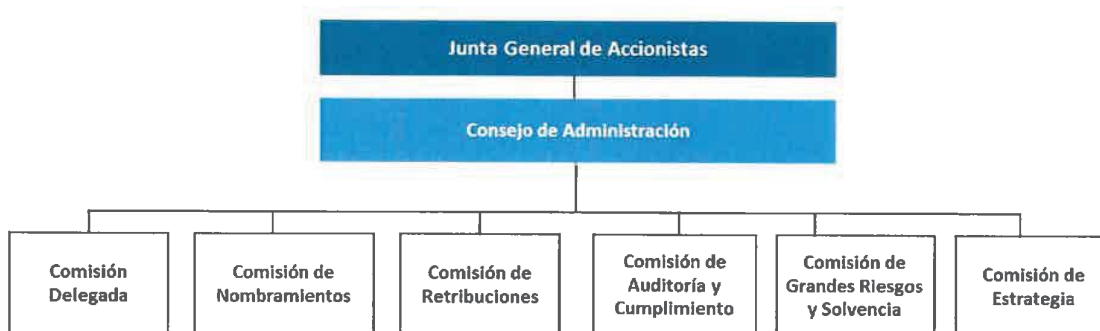 Junta General de Accionistas
Consejo de Administración
Comisión
Delegada
Comisión de
Nombramientos
Comisión de
Retribuciones
Comisión de
Auditoría y
Cumplimiento
Comisión de
Grandes Riesgos
y Solvencia
Comisión de
Estrategia